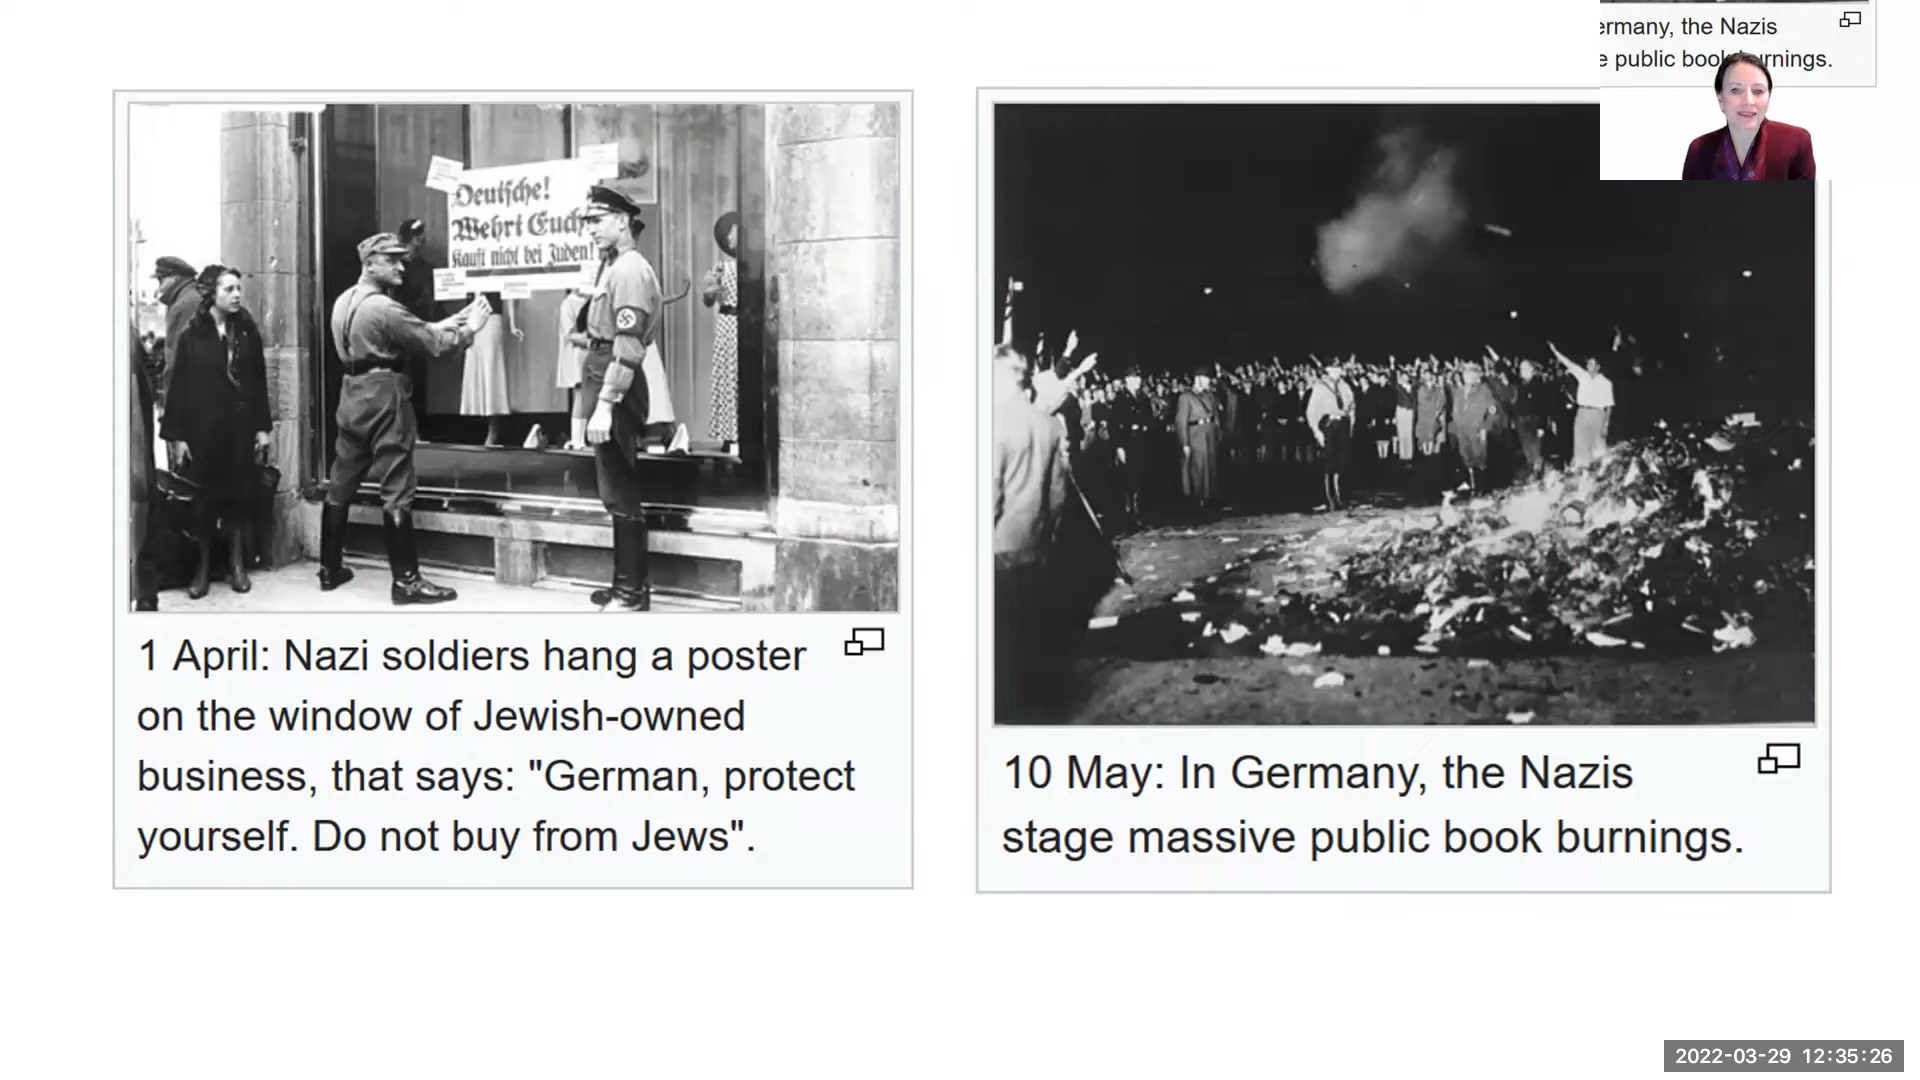 ermany, the Nazis
e public book urnings.
Deutsche!
Wehrt Euch!
Kauft nicht bei Juden!
1 April: Nazi soldiers hang a poster
on the window of Jewish-owned
business, that says: "German, protect
yourself. Do not buy from Jews".
10 May: In Germany, the Nazis
stage massive public book burnings.
2022-03-29 12:35:26